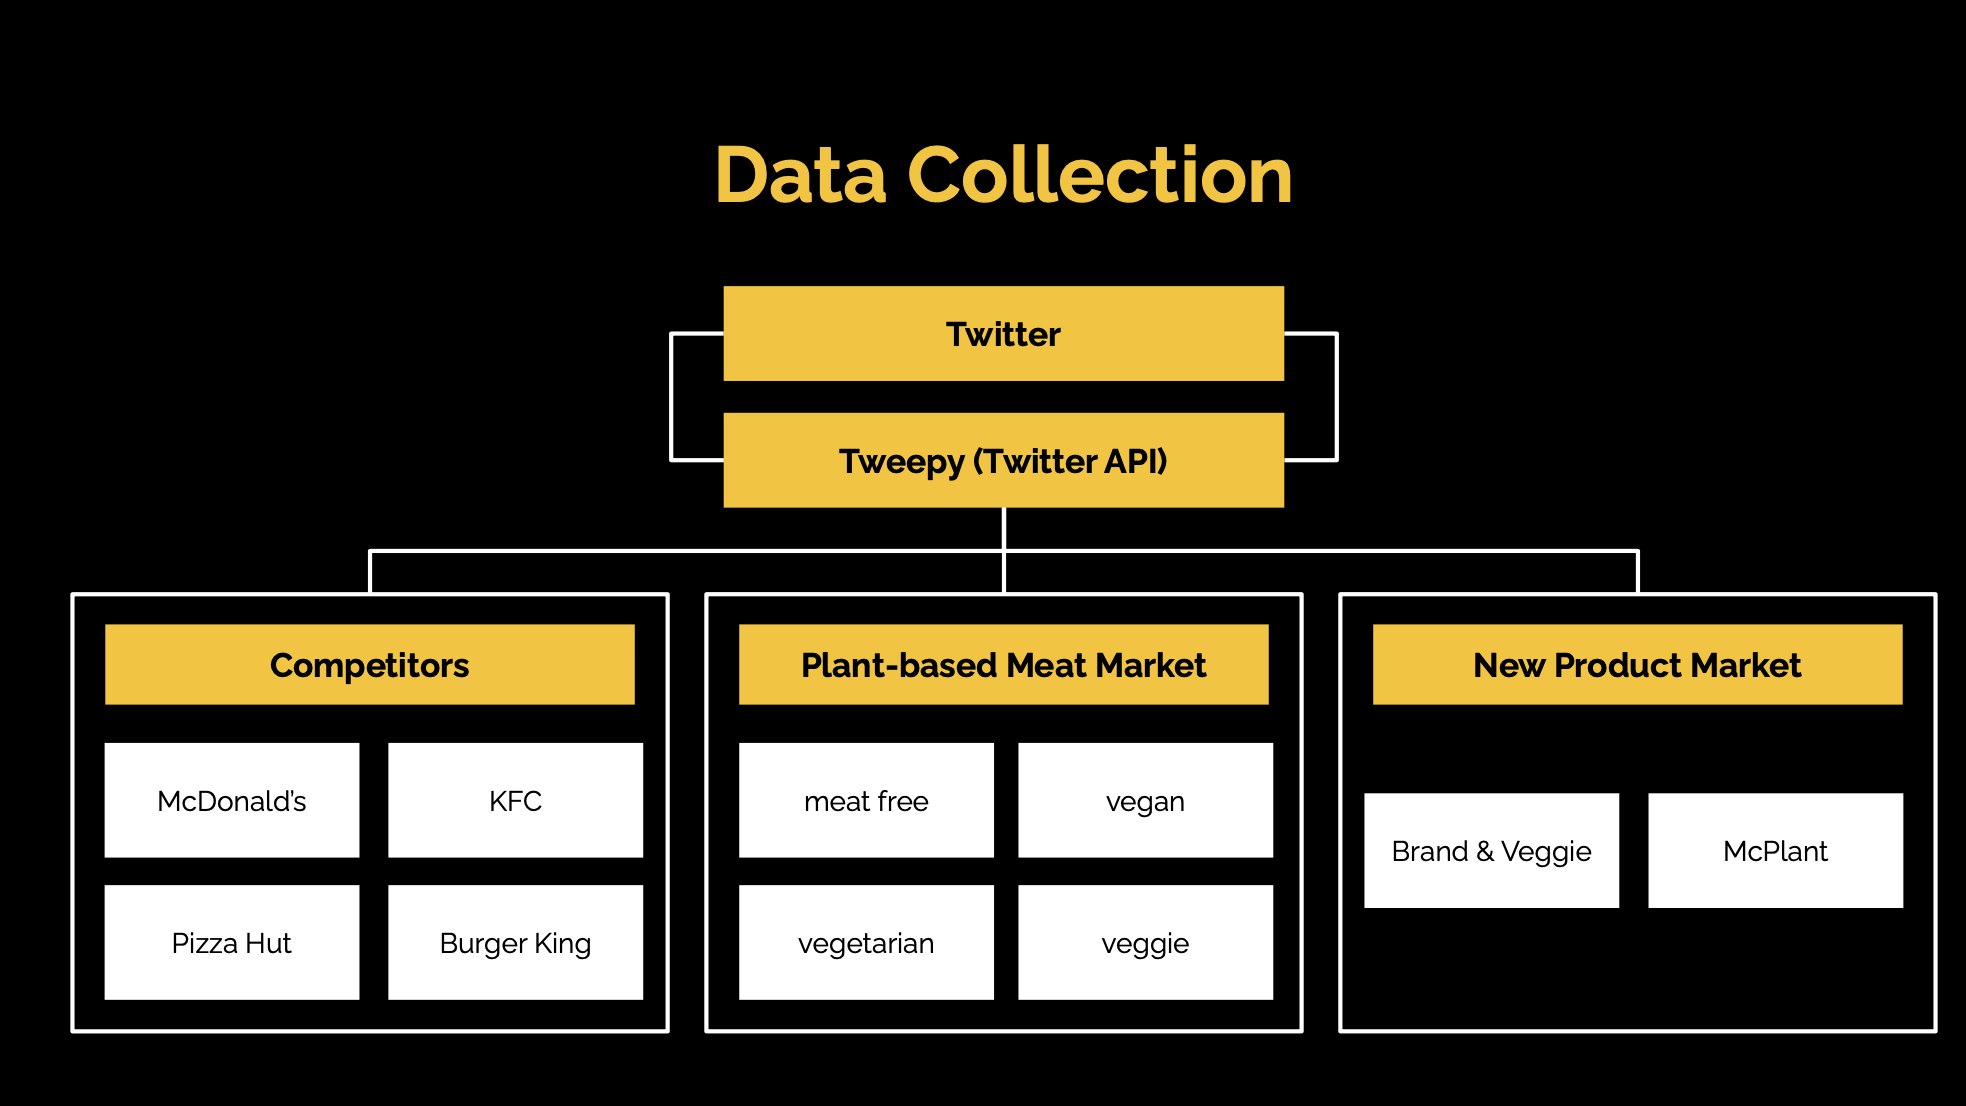 Data Collection
Twitter
Tweepy (Twitter API)
Competitors
McDonald’s
KFC
Pizza Hut
Burger King
Plant-based Meat Market
meat free
vegan
vegetarian
veggie
New Product Market
Brand & Veggie
McPlant